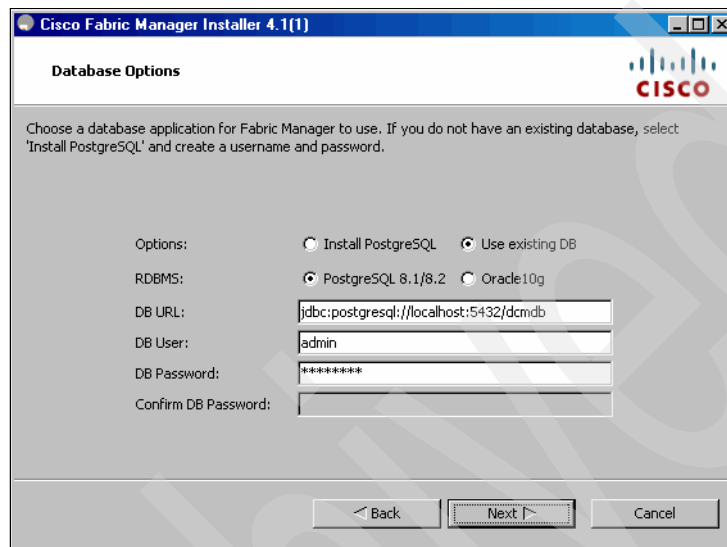 Cisco Fabric Manager Installer 4.1(1)
Database Options
CISCO
Choose a database application for Fabric Manager to use. If you do not have an existing database, select
'Install PostgreSQL' and create a username and password.
Options: Install PostgreSQL Use existing DB
RDBMS: PostgreSQL 8.1/8.2 Oracle10g
DB URL: jdbc:postgresql://localhost:5432/dcmdb
DB User: admin
DB Password: ********
Confirm DB Password:
Back Next Cancel